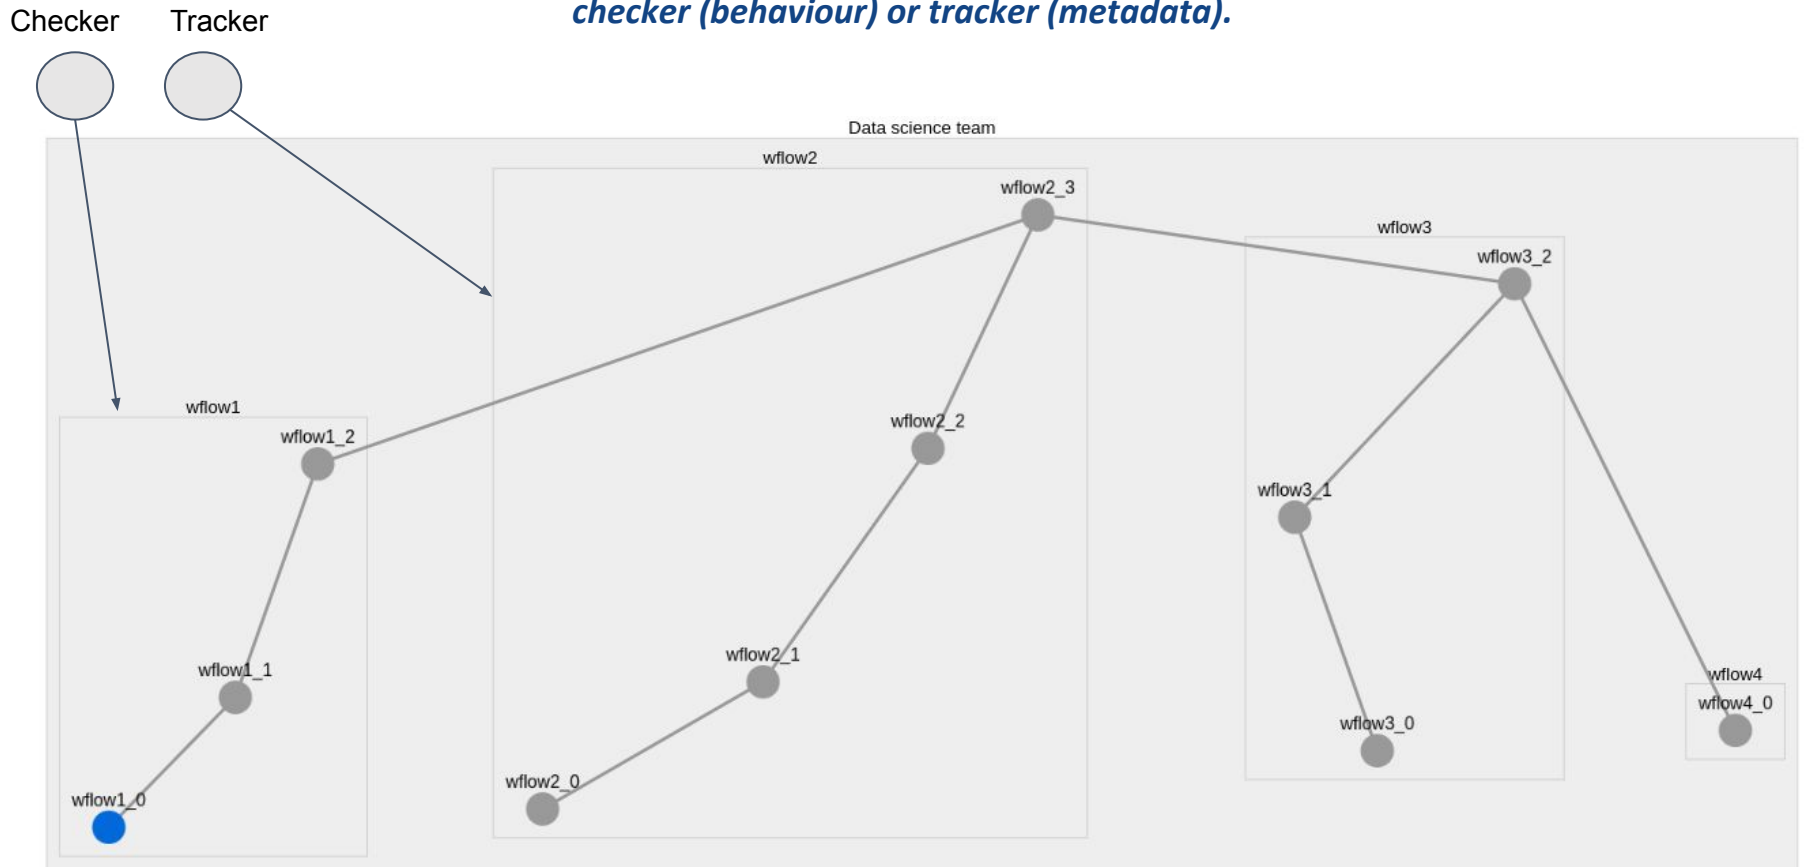 checker (behaviour) or tracker (metadata).
Checker
Tracker
Data science team
wflow2
wflow2_3
wflow3
wflow3_2
wflow1
wflow1_2
wflow2_2
wflow3_1
wflow2_1
wflow1_1
wflow4
wflow4_0
wflow3_0
wflow2_0
wflow1_0